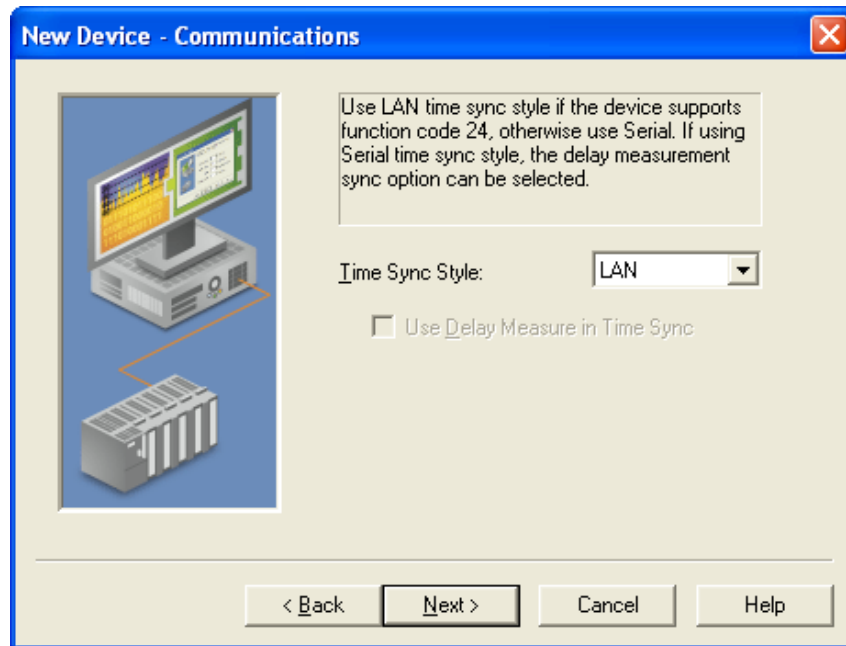 New Device - Communications
Use LAN time sync style if the device supports
function code 24, otherwise use Serial. If using
Serial time sync style, the delay measurement
sync option can be selected.
Time Sync Style:
LAN
Use Delay Measure in Time Sync
< Back
Next >
Cancel
Help